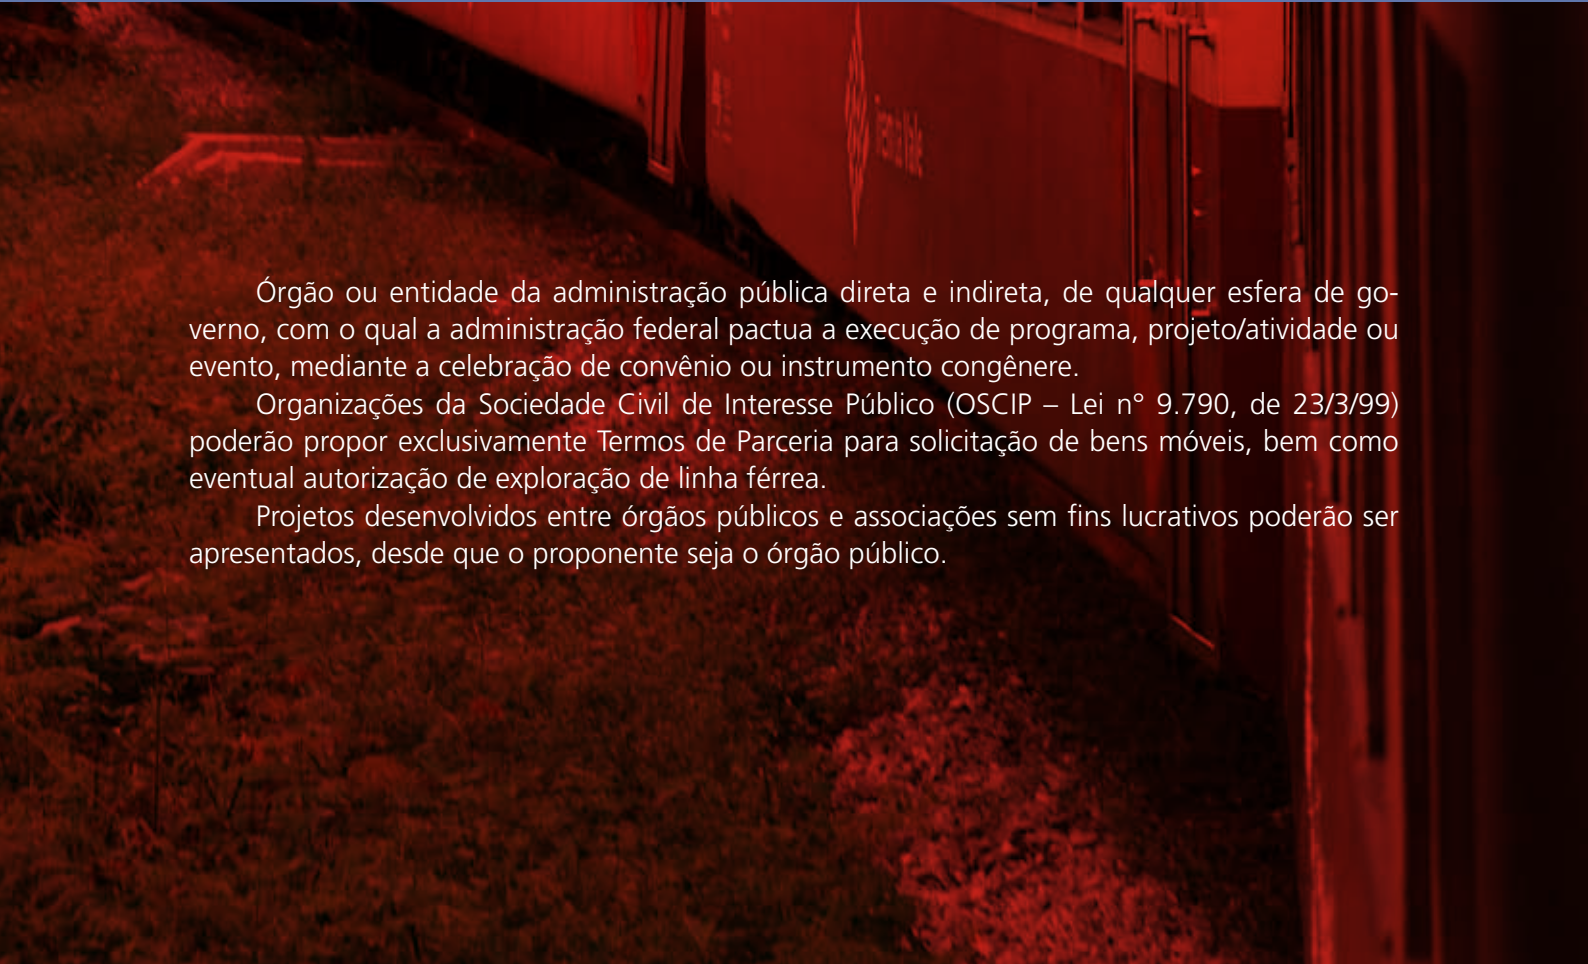 Trem da Vale
Órgão ou entidade da administração pública direta e indireta, de qualquer esfera de go-
verno, com o qual a administração federal pactua a execução de programa, projeto/atividade ou
evento, mediante a celebração de convênio ou instrumento congênere.
Organizações da Sociedade Civil de Interesse Público (OSCIP – Lei nº 9.790, de 23/3/99)
poderão propor exclusivamente Termos de Parceria para solicitação de bens móveis, bem como
eventual autorização de exploração de linha férrea.
Projetos desenvolvidos entre órgãos públicos e associações sem fins lucrativos poderão ser
apresentados, desde que o proponente seja o órgão público.